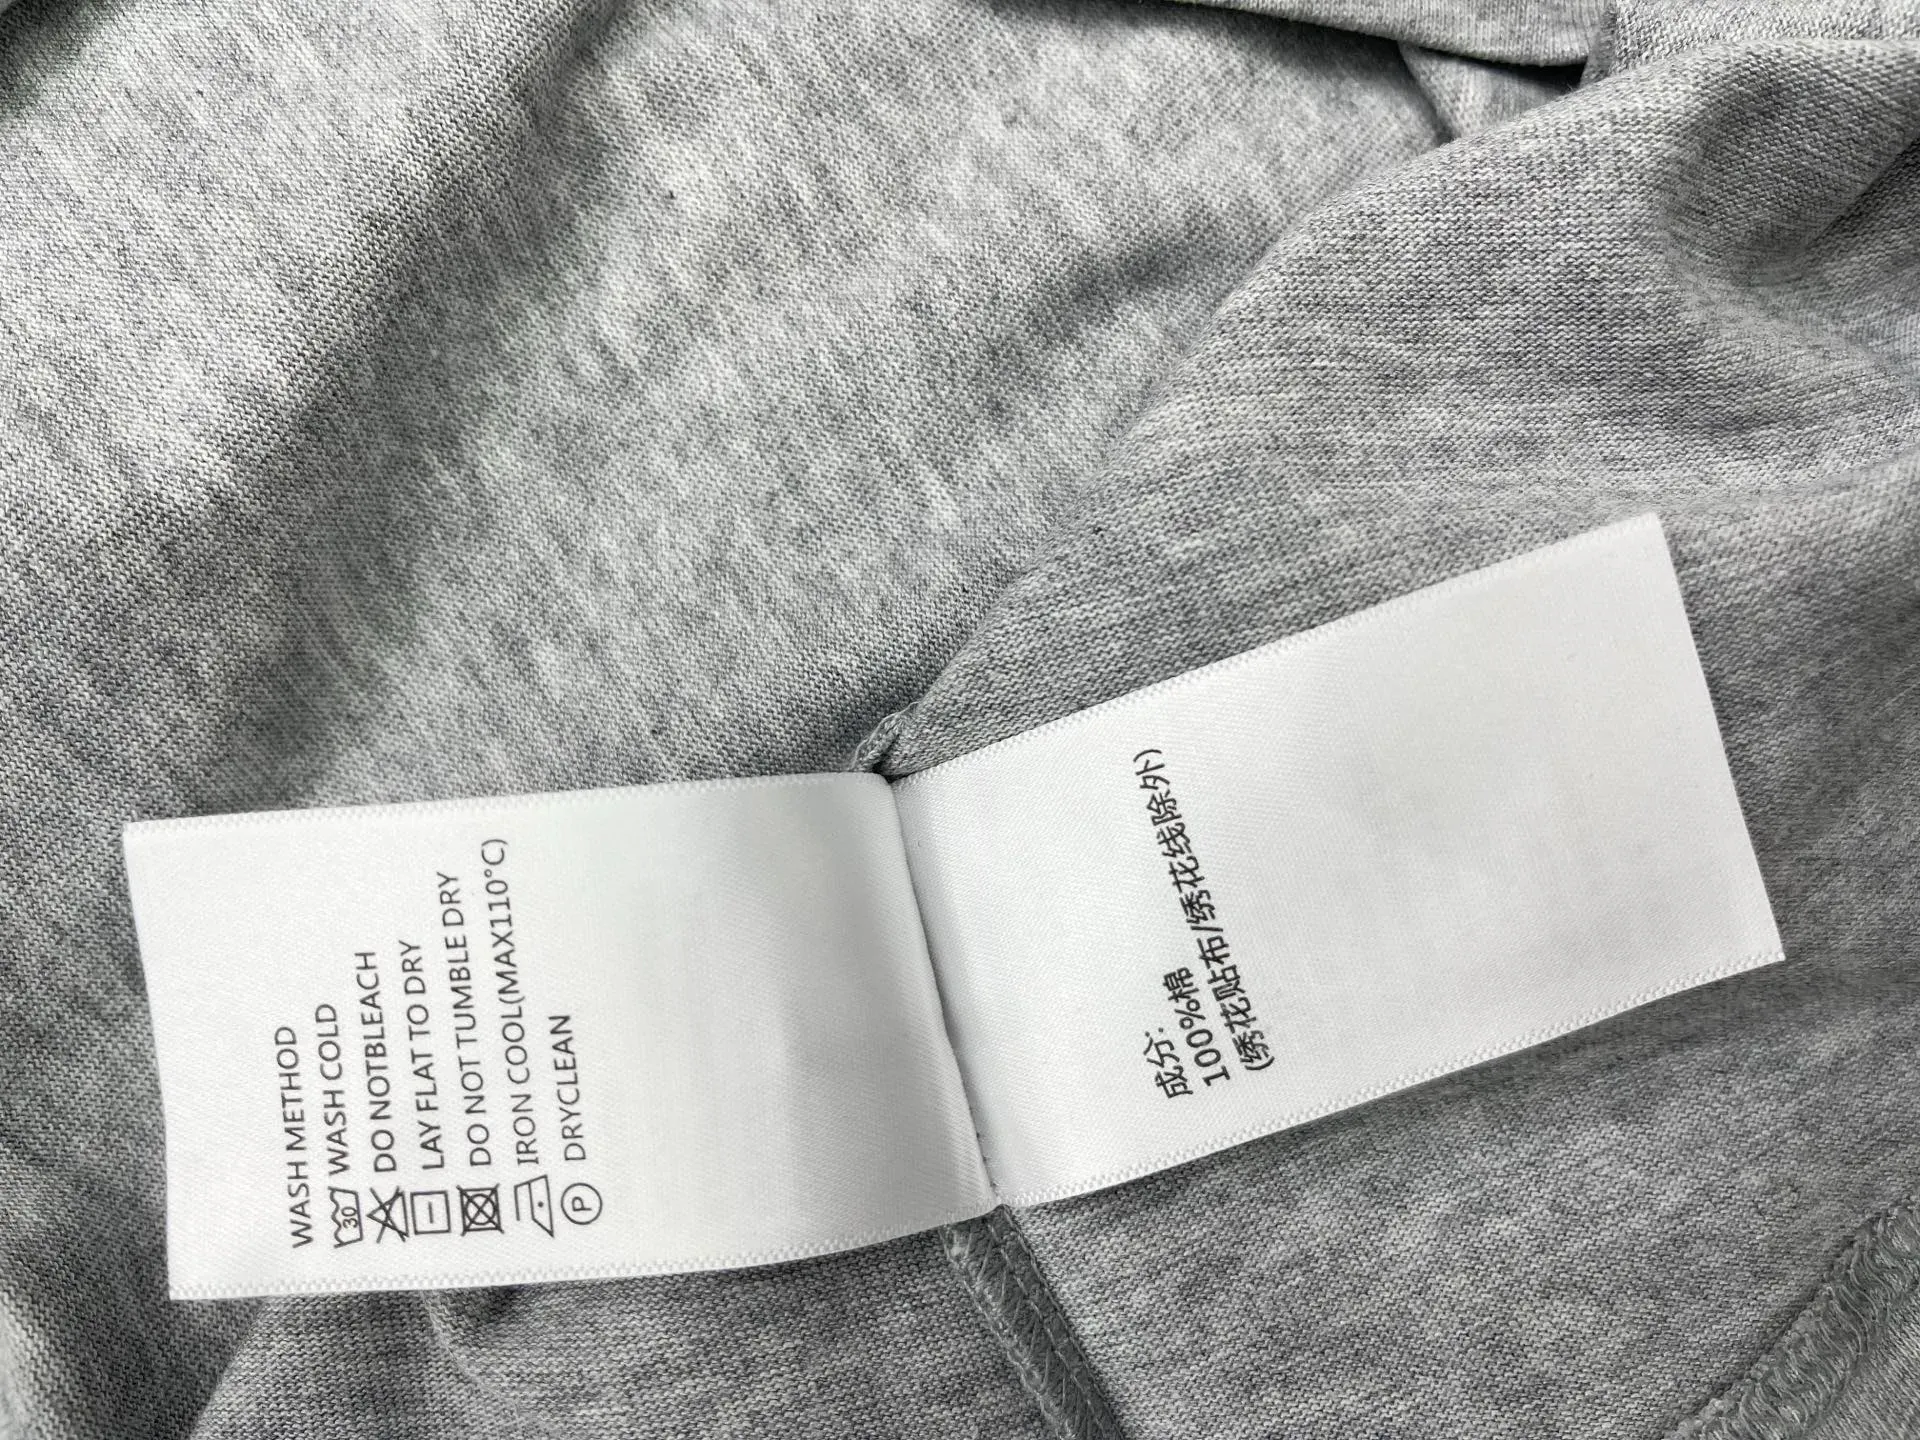 WASH METHOD
30 WASH COLD
DO NOTBLEACH
LAY FLAT TO DRY
DO NOT TUMBLE DRY
IRON COOL(MAX110°C)
P DRYCLEAN
成分:
100%棉
(绣花贴布/绣花线除外)